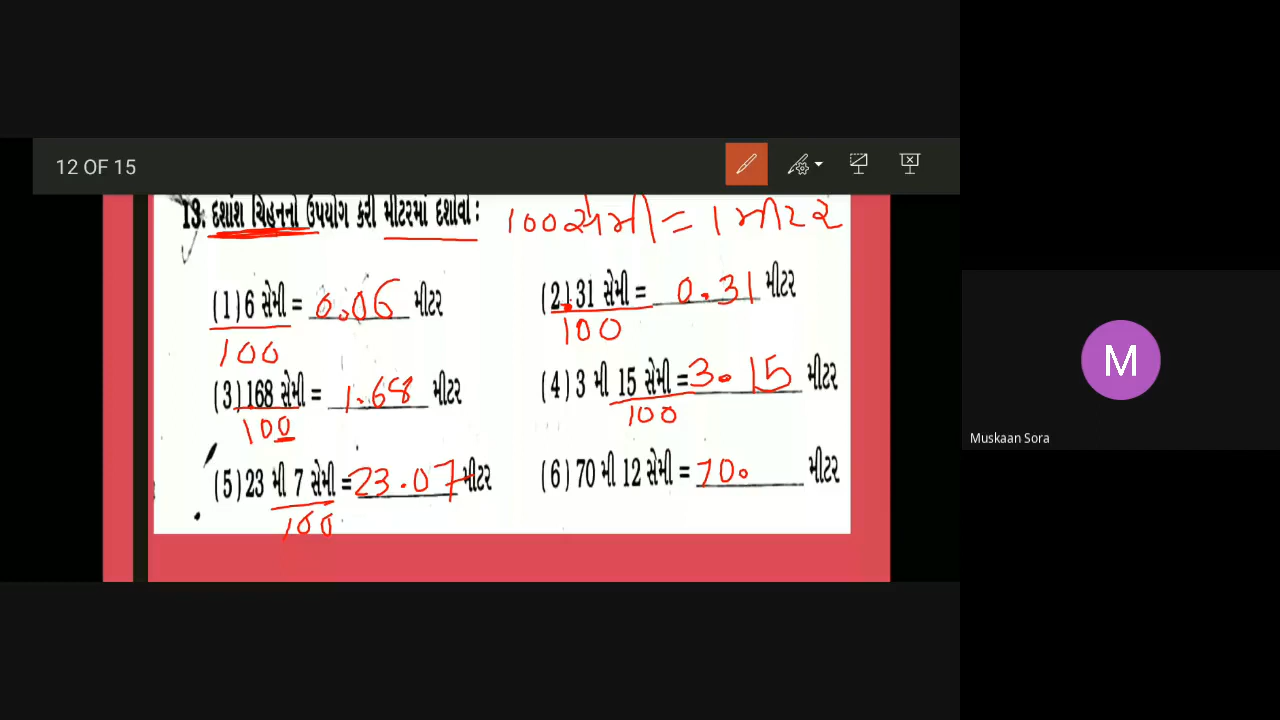 12 OF 15
13. દશાંશ ચિહ્નનો ઉપયોગ કરી મીટરમાં દર્શાવો : 100 સેમી = 1 મીટર
(1) 6 સેમી = 0.06 મીટર
100
(2) 31 સેમી = 0.31 મીટર
100
(3) 168 સેમી = 1.68 મીટર
100
(4) 3 મી 15 સેમી = 3.15 મીટર
100
(5) 23 મી 7 સેમી = 23.07 મીટર
100
(6) 70 મી 12 સેમી = 70. મીટર
M
Muskaan Sora